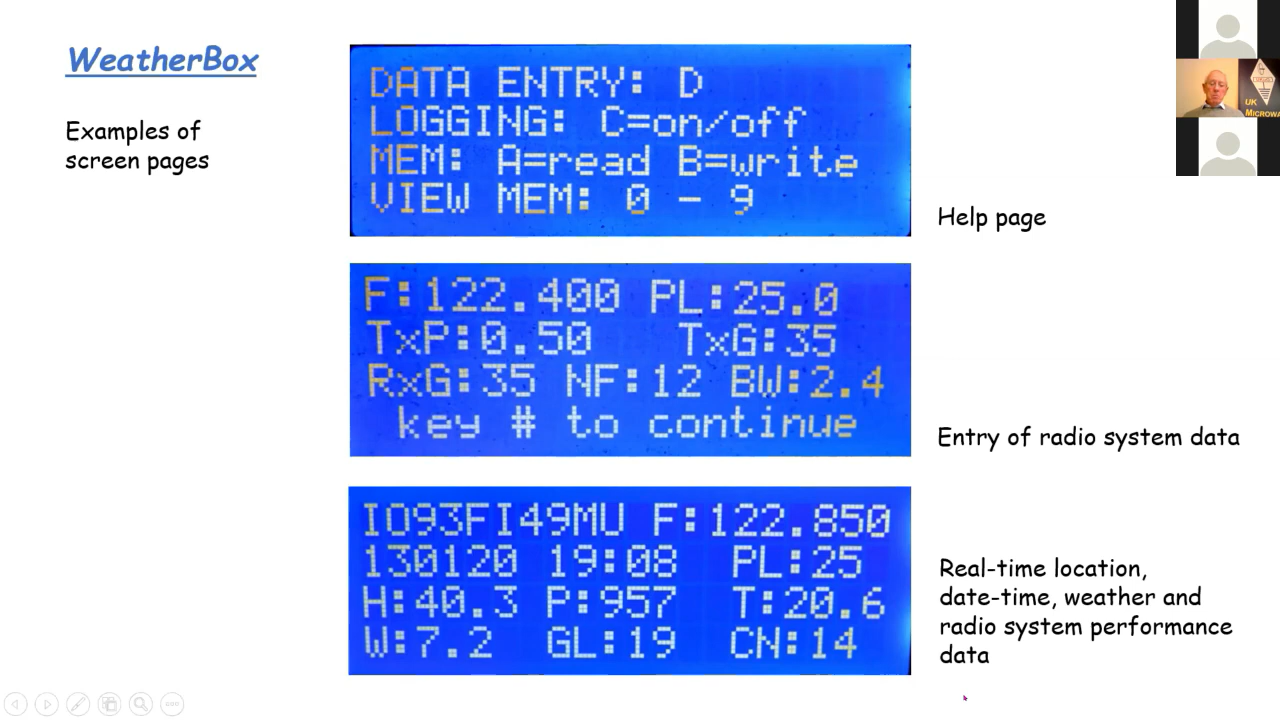 WeatherBox
Examples of
screen pages
DATA ENTRY: D
LOGGING: C=on/off
MEM: A=read B=write
VIEW MEM: 0 - 9
Help page
F:122.400 PL:25.0
TxP:0.50 TxG:35
RxG:35 NF:12 BW:2.4
key # to continue
Entry of radio system data
IO93FI49MU F:122.850
130120 19:08 PL:25
H:40.3 P:957 T:20.6
W:7.2 GL:19 CN:14
Real-time location,
date-time, weather and
radio system performance
data
UK